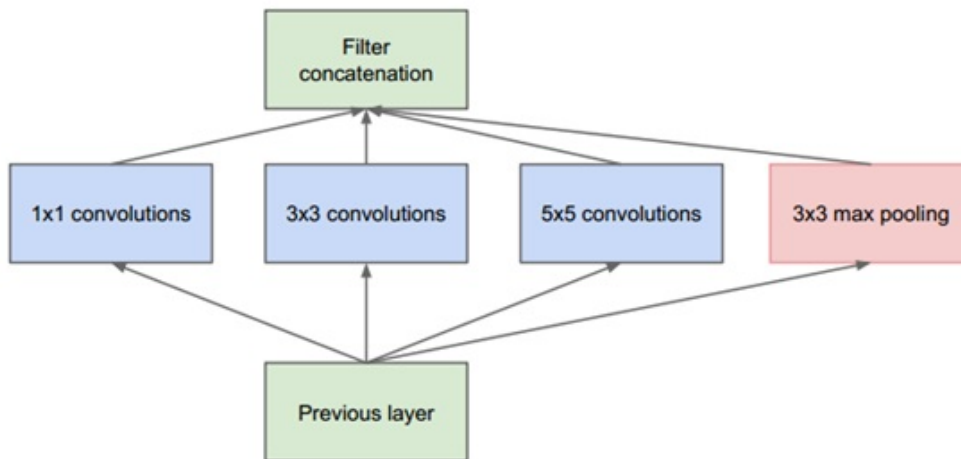 Filter
concatenation
1x1 convolutions
3x3 convolutions
5x5 convolutions
3x3 max pooling
Previous layer